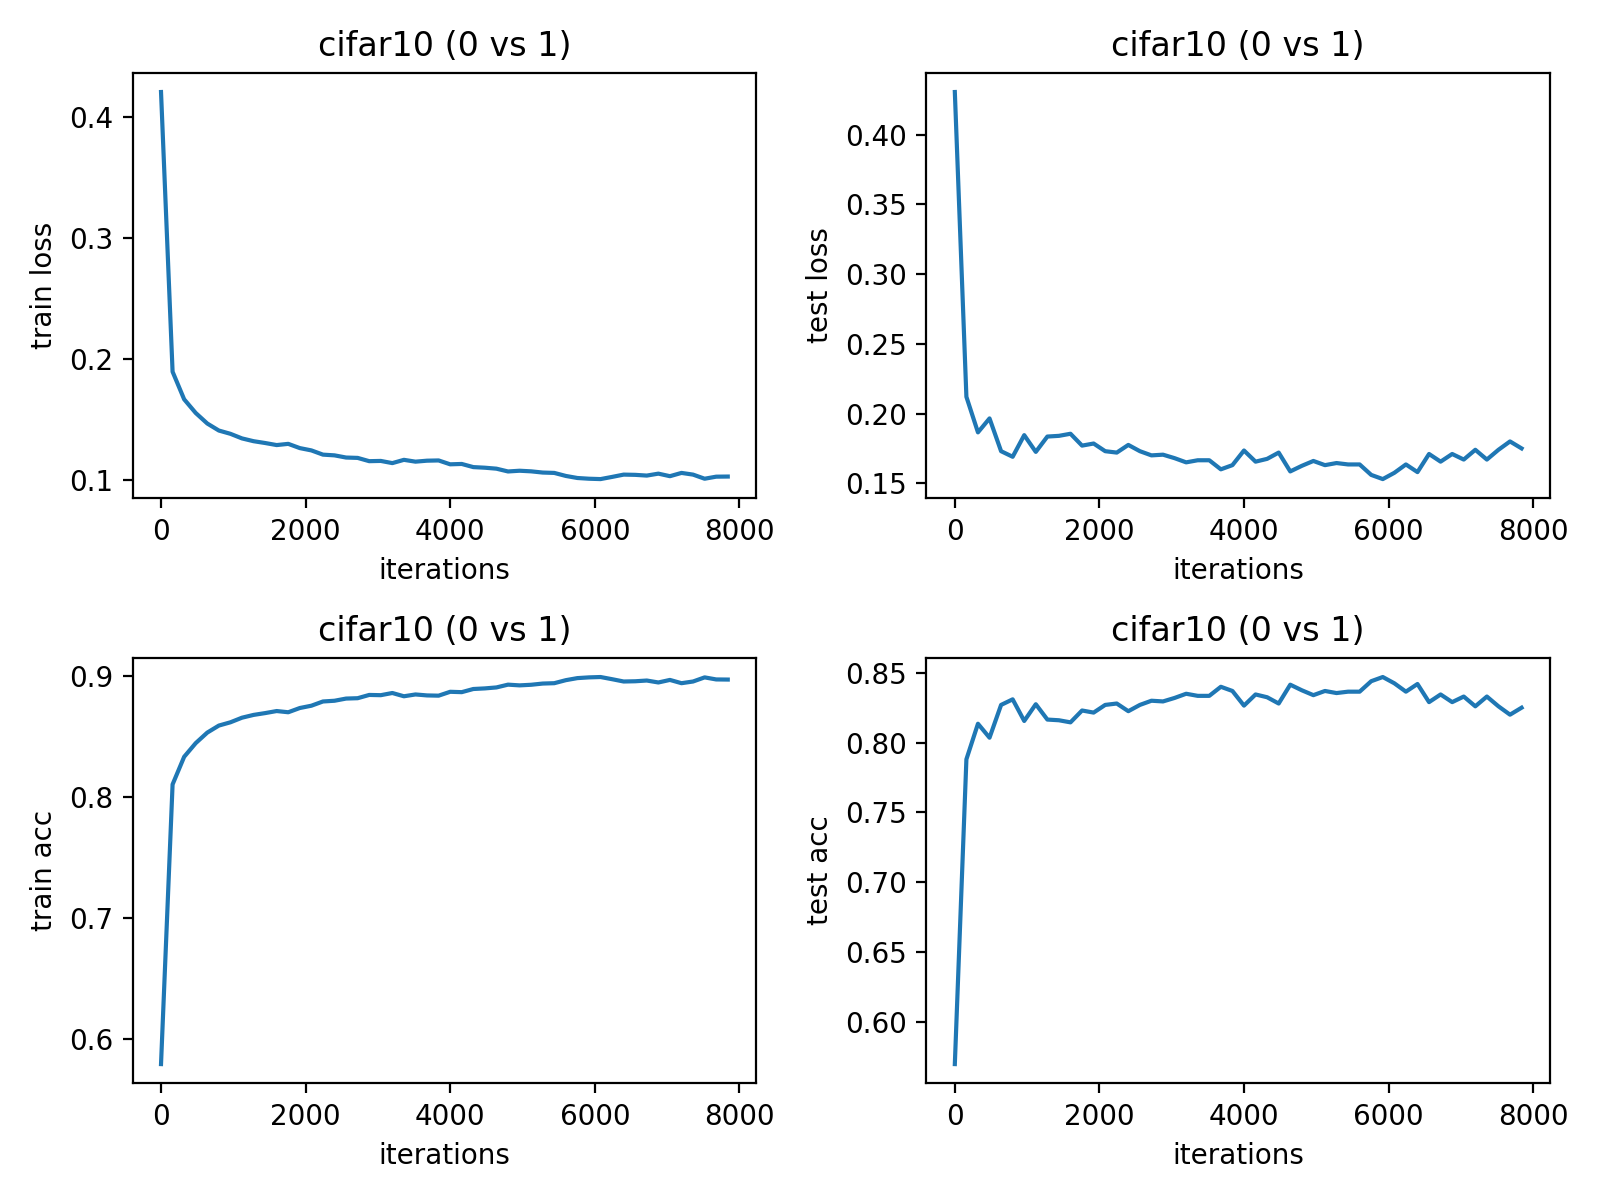 cifar10 (0 vs 1)
train loss
0.4
0.3
0.2
0.1
0 2000 4000 6000 8000
iterations
cifar10 (0 vs 1)
test loss
0.40
0.35
0.30
0.25
0.20
0.15
0 2000 4000 6000 8000
iterations
cifar10 (0 vs 1)
train acc
0.9
0.8
0.7
0.6
0 2000 4000 6000 8000
iterations
cifar10 (0 vs 1)
test acc
0.85
0.80
0.75
0.70
0.65
0.60
0 2000 4000 6000 8000
iterations